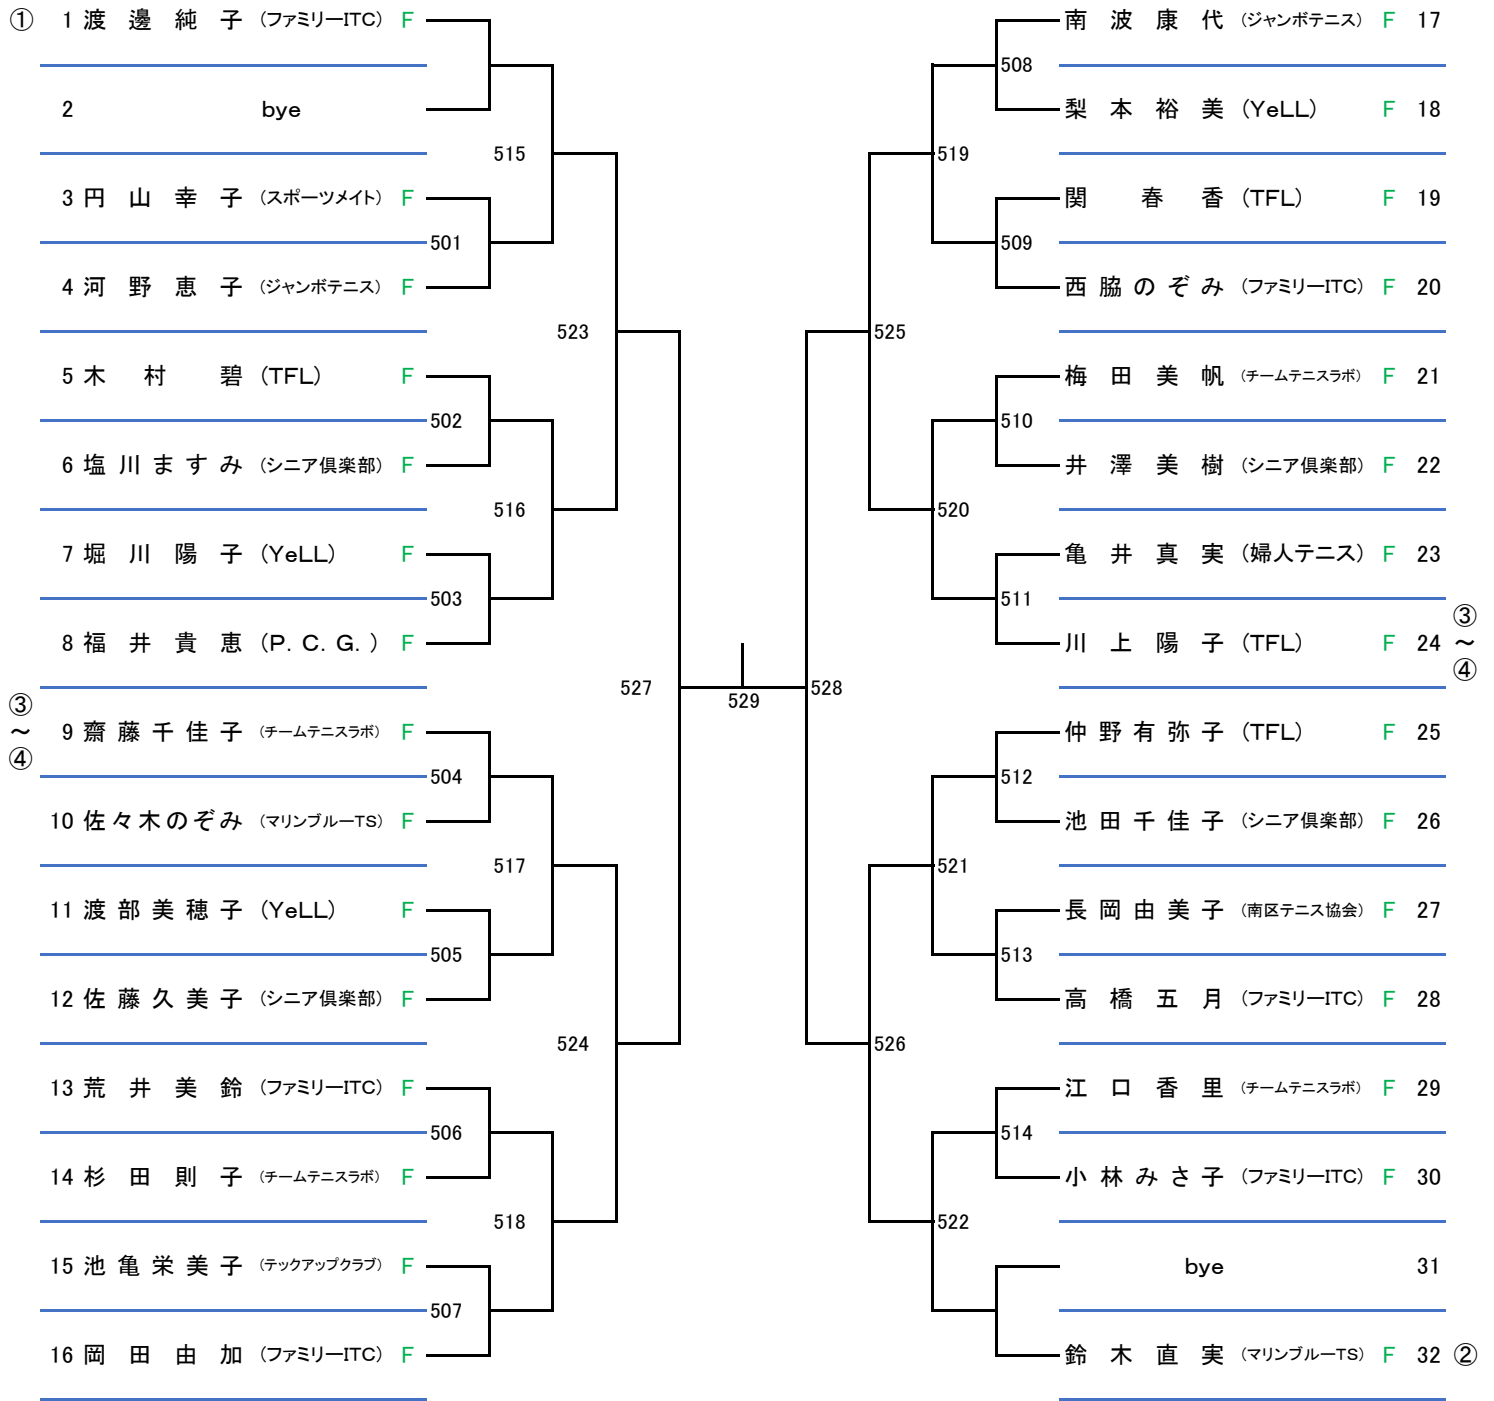 ① 1 渡邊純子 (ファミリーITC) F
2 bye
515
3 円山幸子 (スポーツメイト) F
501
4 河野恵子 (ジャンボテニス) F
523
5 木村碧 (TFL) F
502
6 塩川ますみ (シニア倶楽部) F
516
7 堀川陽子 (YeLL) F
503
8 福井貴恵 (P.C.G.) F
527
③~④ 9 齋藤千佳子 (チームテニスラボ) F
504
10 佐々木のぞみ (マリンブルーTS) F
517
11 渡部美穂子 (YeLL) F
505
12 佐藤久美子 (シニア倶楽部) F
524
13 荒井美鈴 (ファミリーITC) F
506
14 杉田則子 (チームテニスラボ) F
518
15 池亀栄美子 (テックアップクラブ) F
507
16 岡田由加 (ファミリーITC) F
529
南波康代 (ジャンボテニス) F 17
508
梨本裕美 (YeLL) F 18
519
関春香 (TFL) F 19
509
西脇のぞみ (ファミリーITC) F 20
525
梅田美帆 (チームテニスラボ) F 21
510
井澤美樹 (シニア倶楽部) F 22
520
亀井真実 (婦人テニス) F 23
511
川上陽子 (TFL) F 24 ③~④
528
仲野有弥子 (TFL) F 25
512
池田千佳子 (シニア倶楽部) F 26
521
長岡由美子 (南区テニス協会) F 27
513
高橋五月 (ファミリーITC) F 28
526
江口香里 (チームテニスラボ) F 29
514
小林みさ子 (ファミリーITC) F 30
522
bye 31
鈴木直実 (マリンブルーTS) F 32 ②